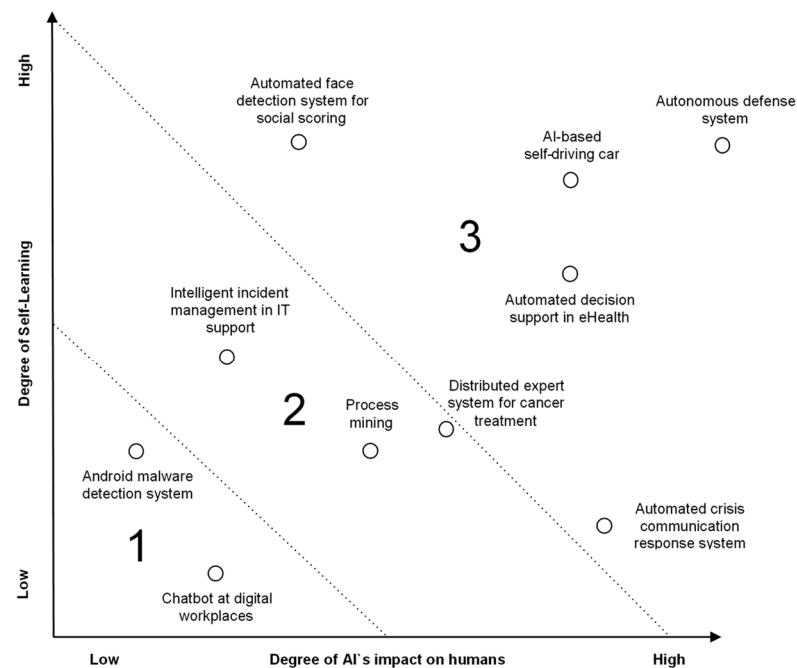 High
Automated face
detection system for
social scoring
Autonomous defense
system
AI-based
self-driving car
3
Automated decision
support in eHealth
Degree of Self-Learning
Intelligent incident
management in IT
support
2
Process
mining
Distributed expert
system for cancer
treatment
Android malware
detection system
1
Automated crisis
communication
response system
Chatbot at digital
workplaces
Low
Low
Degree of AI`s impact on humans
High